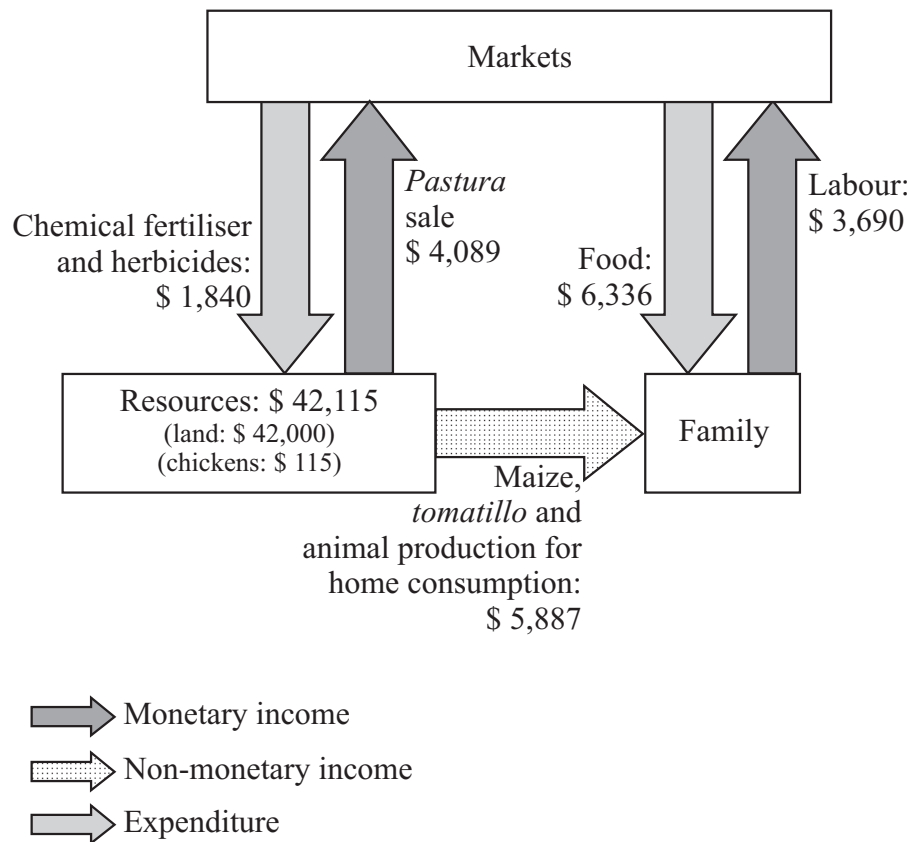 Markets
Chemical fertiliser
and herbicides:
$ 1,840
Pastura
sale
$ 4,089
Food:
$ 6,336
Labour:
$ 3,690
Resources: $ 42,115
(land: $ 42,000)
(chickens: $ 115)
Family
Maize,
tomatillo and
animal production for
home consumption:
$ 5,887
Monetary income
Non-monetary income
Expenditure